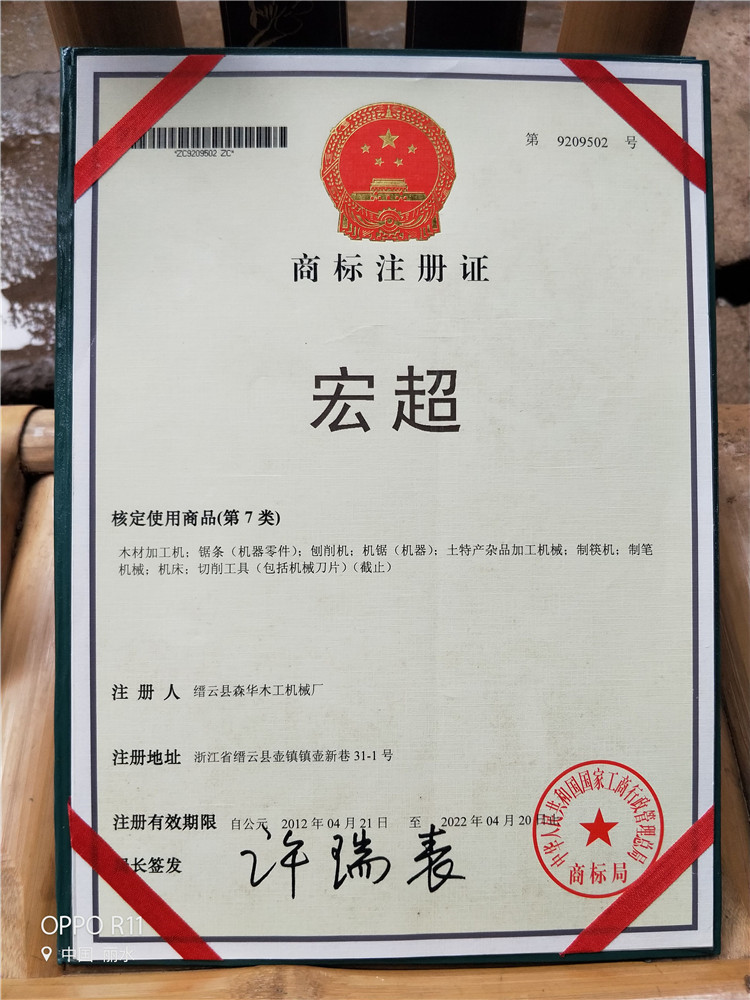 *ZC9209502 ZC*
第 9209502 号
商标注册证
宏超
核定使用商品(第 7 类)
木材加工机；锯条（机器零件）；刨削机；机锯（机器）；土特产杂品加工机械；制筷机；制笔
机械；机床；切削工具（包括机械刀片）（截止）
注 册 人 缙云县森华木工机械厂
注册地址 浙江省缙云县壶镇镇壶新巷 31-1 号
注册有效期限 自公元 2012 年 04 月 21 日 至 2022 年 04 月 20 日止
局长签发 许瑞表
中华人民共和国国家工商行政管理总局
商标局
OPPO R11
中国·丽水